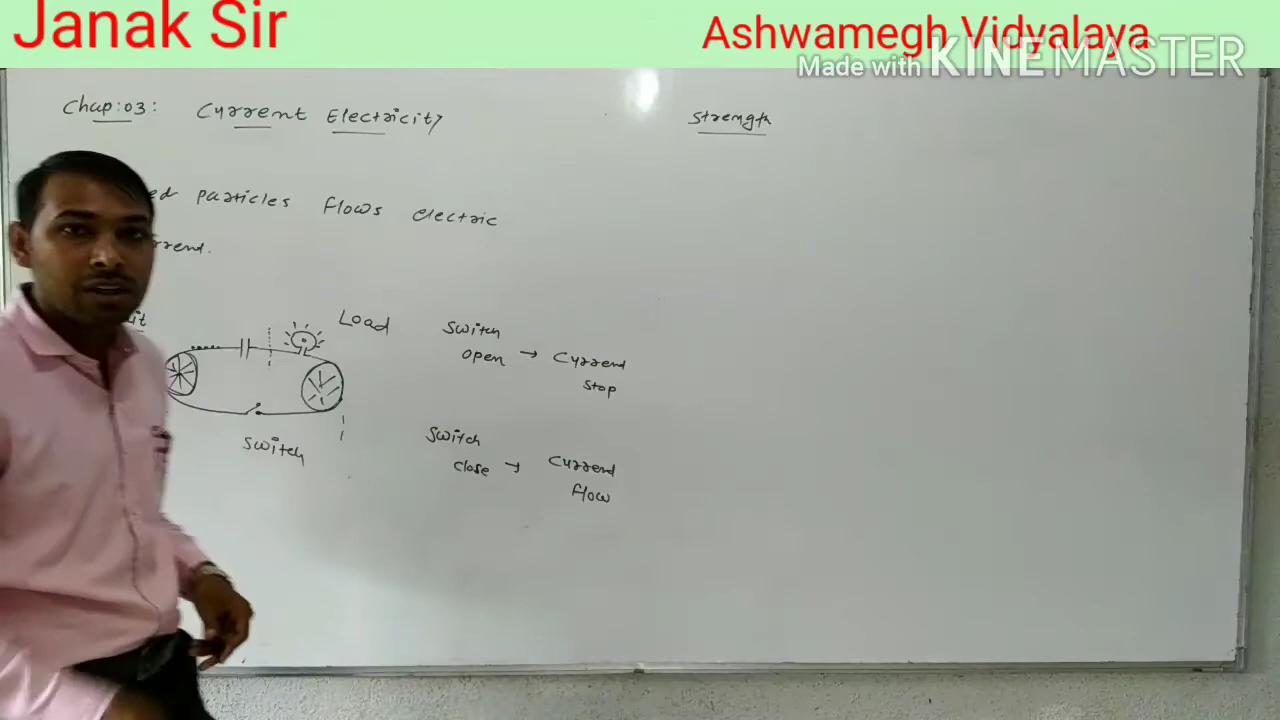 Janak Sir
Ashwamegh Vidyalaya
Made with KINEMASTER
Chap:03: Current Electricity
Strength
ed particles flows electric
rrent.
it
Load
Switch
open → Current
stop
Switch
Switch
close → Current
flow